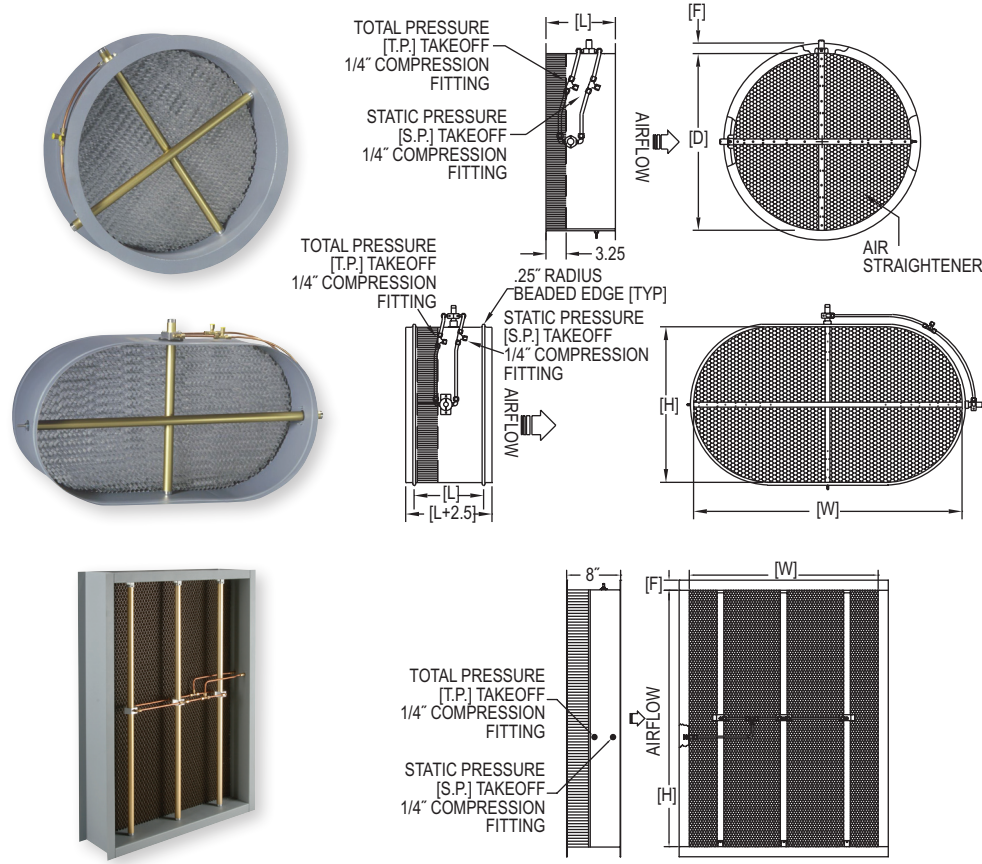 [L]
[F]
TOTAL PRESSURE
[T.P.] TAKEOFF
1/4˝ COMPRESSION
FITTING
STATIC PRESSURE
[S.P.] TAKEOFF
1/4˝ COMPRESSION
FITTING
AIRFLOW
[D]
3.25
AIR
STRAIGHTENER
TOTAL PRESSURE
[T.P.] TAKEOFF
1/4˝ COMPRESSION
FITTING
.25˝ RADIUS
BEADED EDGE [TYP]
STATIC PRESSURE
[S.P.] TAKEOFF
1/4˝ COMPRESSION
FITTING
AIRFLOW
[H]
[L]
[L+2.5]
[W]
8˝
[F]
[W]
TOTAL PRESSURE
[T.P.] TAKEOFF
1/4˝ COMPRESSION
FITTING
AIRFLOW
STATIC PRESSURE
[S.P.] TAKEOFF
1/4˝ COMPRESSION
FITTING
[H]